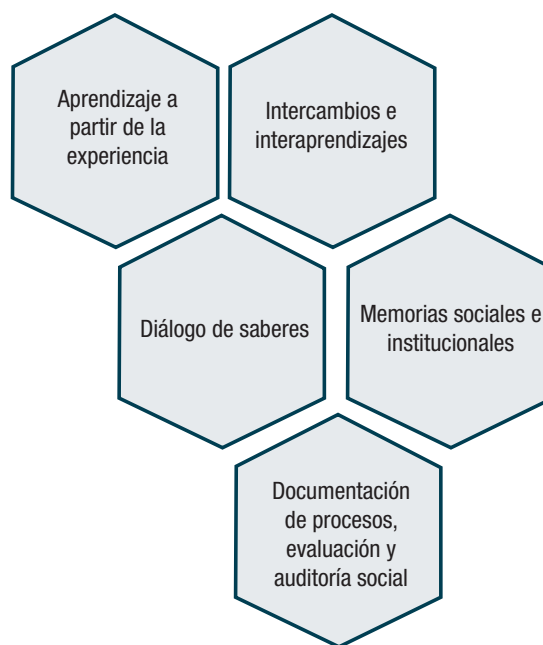 Aprendizaje a
partir de la
experiencia
Intercambios e
interaprendizajes
Diálogo de saberes
Memorias sociales e
institucionales
Documentación
de procesos,
evaluación y
auditoría social